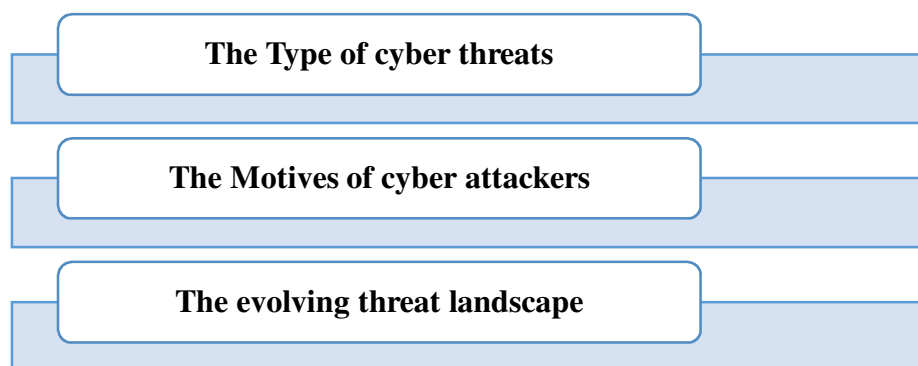 The Type of cyber threats
The Motives of cyber attackers
The evolving threat landscape